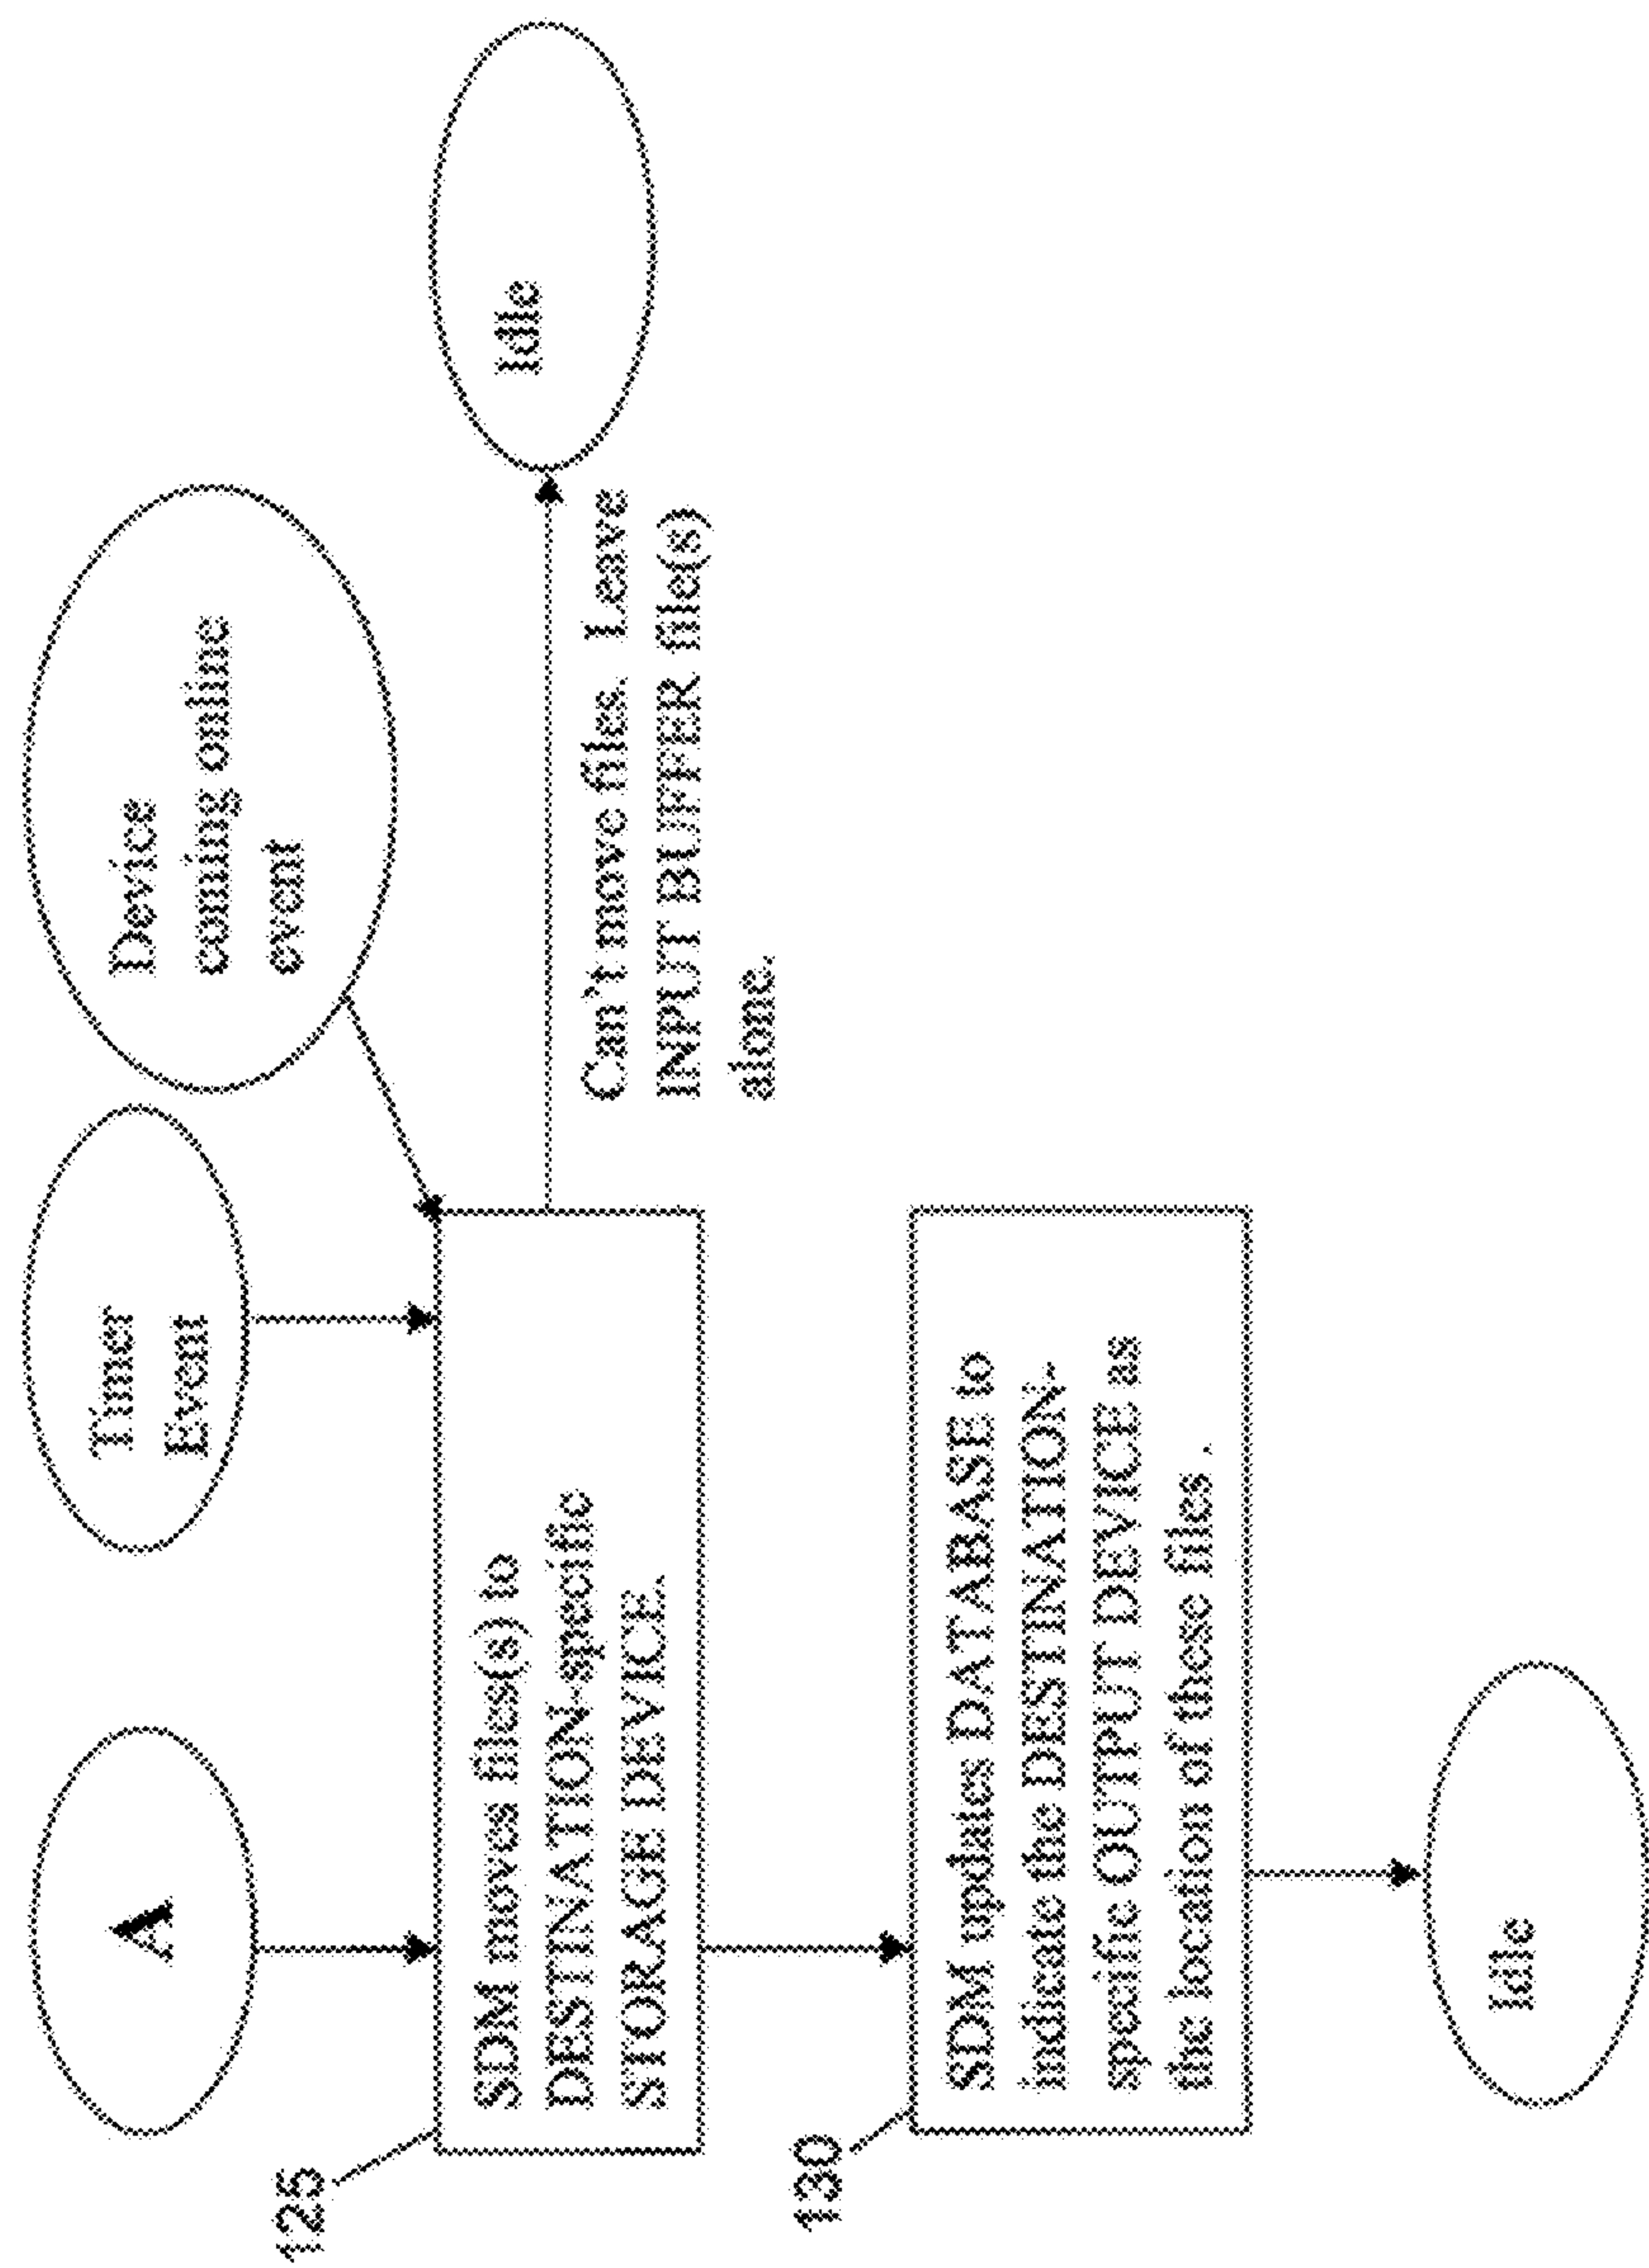 A
Timer
Event
Device
coming online
event
125
SDM moves files(s) to
DESTINATION-specific
STORAGE DEVICE.
Can't move files. Leave
INPUT BUFFER file(s)
alone.
Idle
130
SDM updates DATABASE to
indicate the DESTINATION-
specific OUTPUT DEVICE as
the location of these files .
Idle